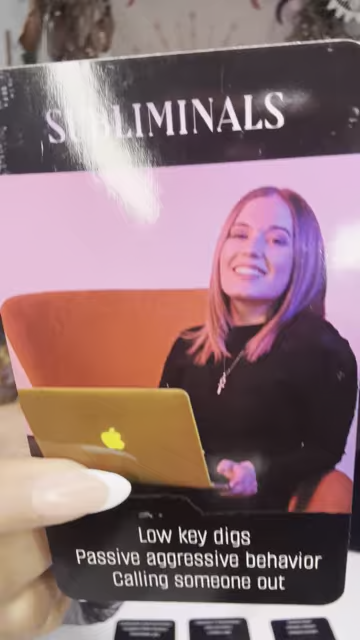 SUBLIMINALS
Low key digs
Passive aggressive behavior
Calling someone out